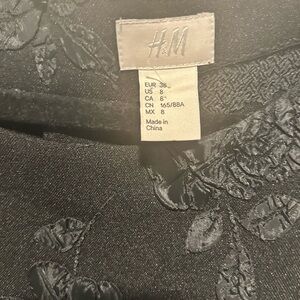 H&M
EUR 38
US 8
CA 8
CN 165/88A
MX 8
Made in
China